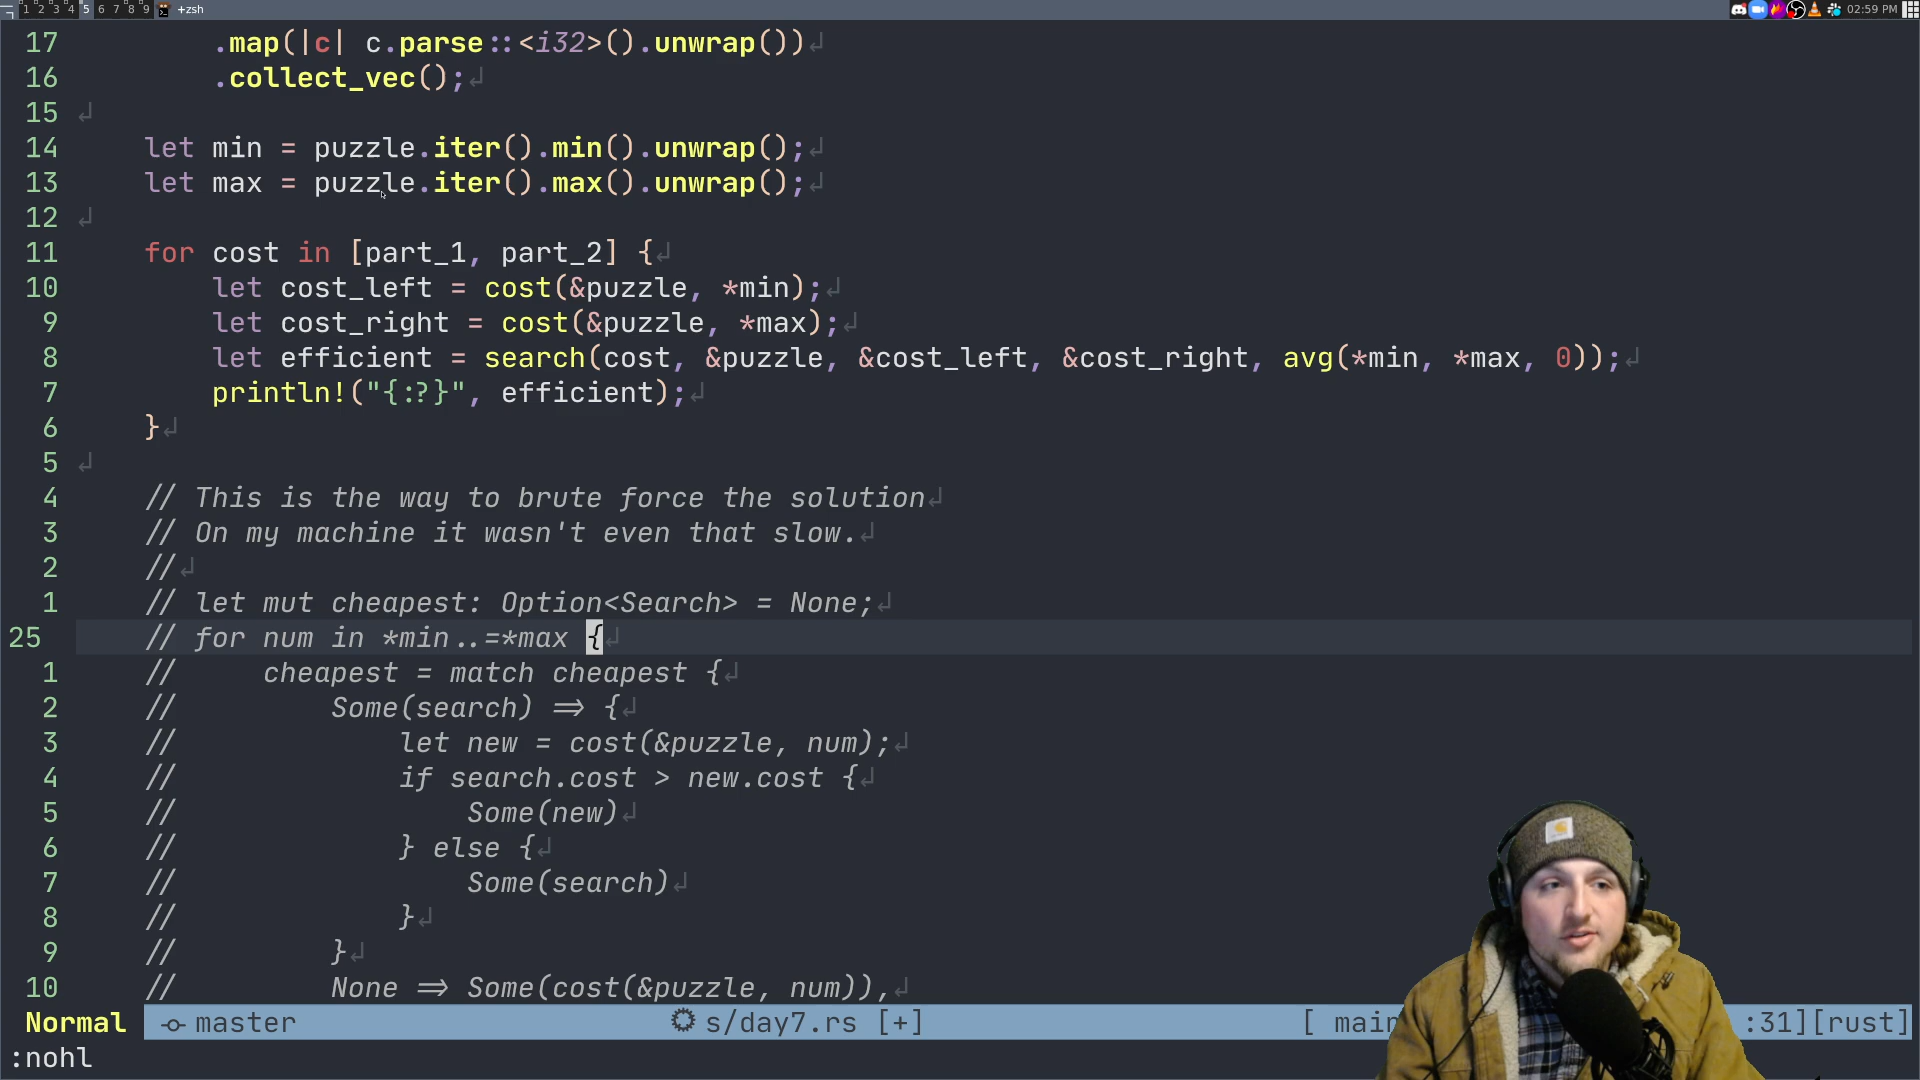 1 2 3 4 5 6 7 8 9 +zsh 02:59 PM
17 .map(|c| c.parse::<i32>().unwrap())
16 .collect_vec();
15
14 let min = puzzle.iter().min().unwrap();
13 let max = puzzle.iter().max().unwrap();
12
11 for cost in [part_1, part_2] {
10 let cost_left = cost(&puzzle, *min);
9 let cost_right = cost(&puzzle, *max);
8 let efficient = search(cost, &puzzle, &cost_left, &cost_right, avg(*min, *max, 0));
7 println!("{:?}", efficient);
6 }
5
4 // This is the way to brute force the solution
3 // On my machine it wasn't even that slow.
2 //
1 // let mut cheapest: Option<Search> = None;
25 // for num in *min..=*max {
1 // cheapest = match cheapest {
2 // Some(search) => {
3 // let new = cost(&puzzle, num);
4 // if search.cost > new.cost {
5 // Some(new)
6 // } else {
7 // Some(search)
8 // }
9 // }
10 // None => Some(cost(&puzzle, num)),
Normal master s/day7.rs [+] [ main :31][rust]
:nohl